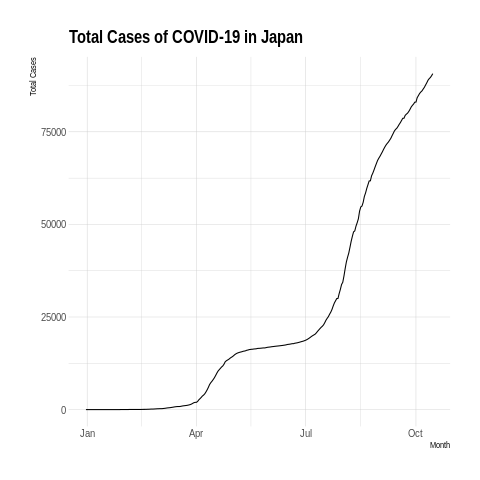 Total Cases of COVID-19 in Japan
Total Cases
75000
50000
25000
0
Jan Apr Jul Oct
Month